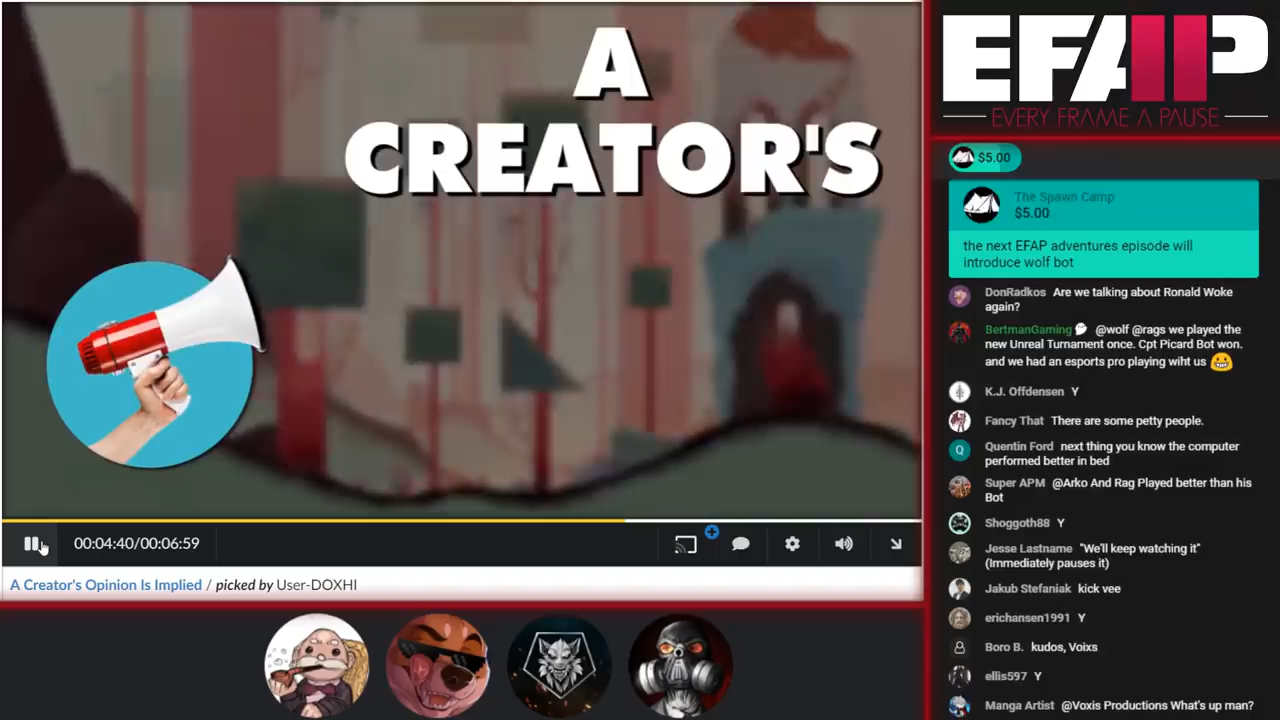 A
CREATOR'S
00:04:40/00:06:59
A Creator's Opinion Is Implied / picked by User-DOXHI
EFAP
EVERY FRAME A PAUSE
$5.00
The Spawn Camp
$5.00
the next EFAP adventures episode will
introduce wolf bot
DonRadkos Are we talking about Ronald Woke
again?
BertmanGaming @wolf @rags we played the
new Unreal Turnament once. Cpt Picard Bot won.
and we had an esports pro playing wiht us
K.J. Offdensen Y
Fancy That There are some petty people.
Q Quentin Ford next thing you know the computer
performed better in bed
Super APM @Arko And Rag Played better than his
Bot
Shoggoth88 Y
Jesse Lastname "We'll keep watching it"
(Immediately pauses it)
Jakub Stefaniak kick vee
erichansen1991 Y
Boro B. kudos, Voixs
ellis597 Y
Manga Artist @Voxis Productions What's up man?